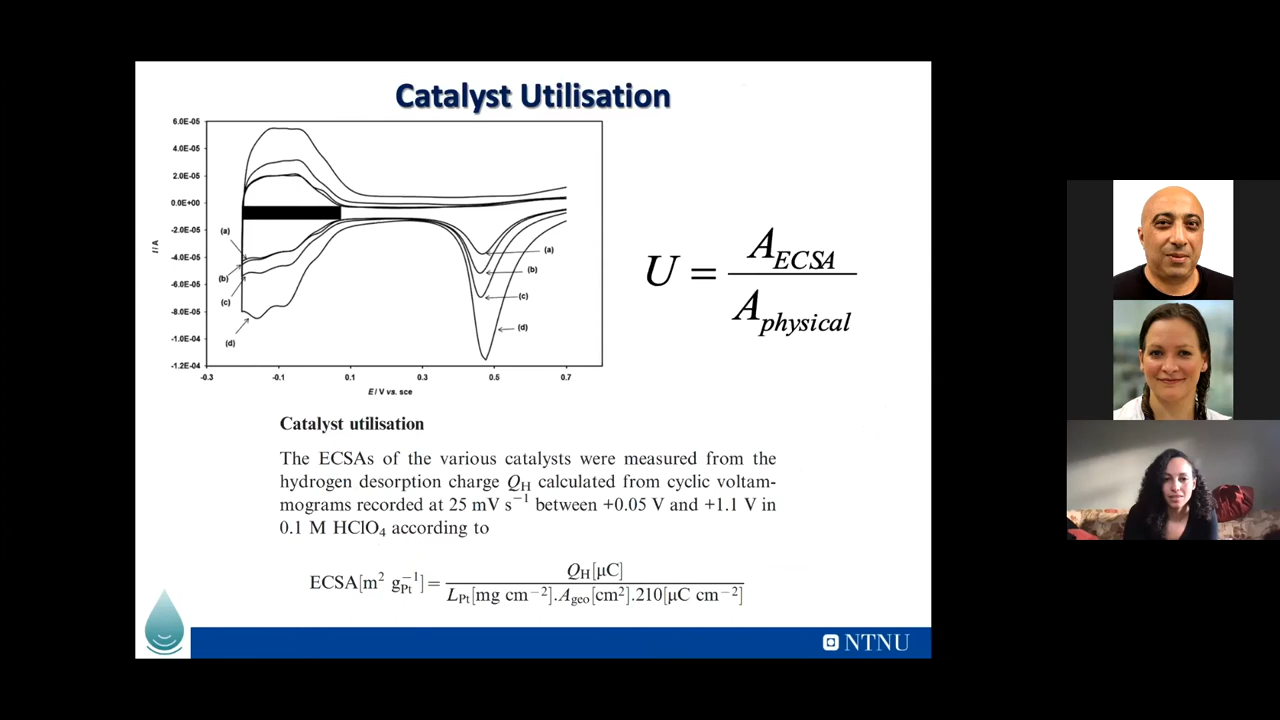 Catalyst Utilisation
6.0E-05
4.0E-05
2.0E-05
0.0E+00
-2.0E-05
-4.0E-05
-6.0E-05
-8.0E-05
-1.0E-04
-1.2E-04
I / A
(a)
(b)
(c)
(d)
(a)
(b)
(c)
(d)
-0.3 -0.1 0.1 0.3 0.5 0.7
E / V vs. sce
U = A_ECSA / A_physical
Catalyst utilisation
The ECSAs of the various catalysts were measured from the
hydrogen desorption charge Q_H calculated from cyclic voltam-
mograms recorded at 25 mV s⁻¹ between +0.05 V and +1.1 V in
0.1 M HClO₄ according to
ECSA[m² g_Pt⁻¹] = Q_H[μC] / L_Pt[mg cm⁻²].A_geo[cm²].210[μC cm⁻²]
NTNU